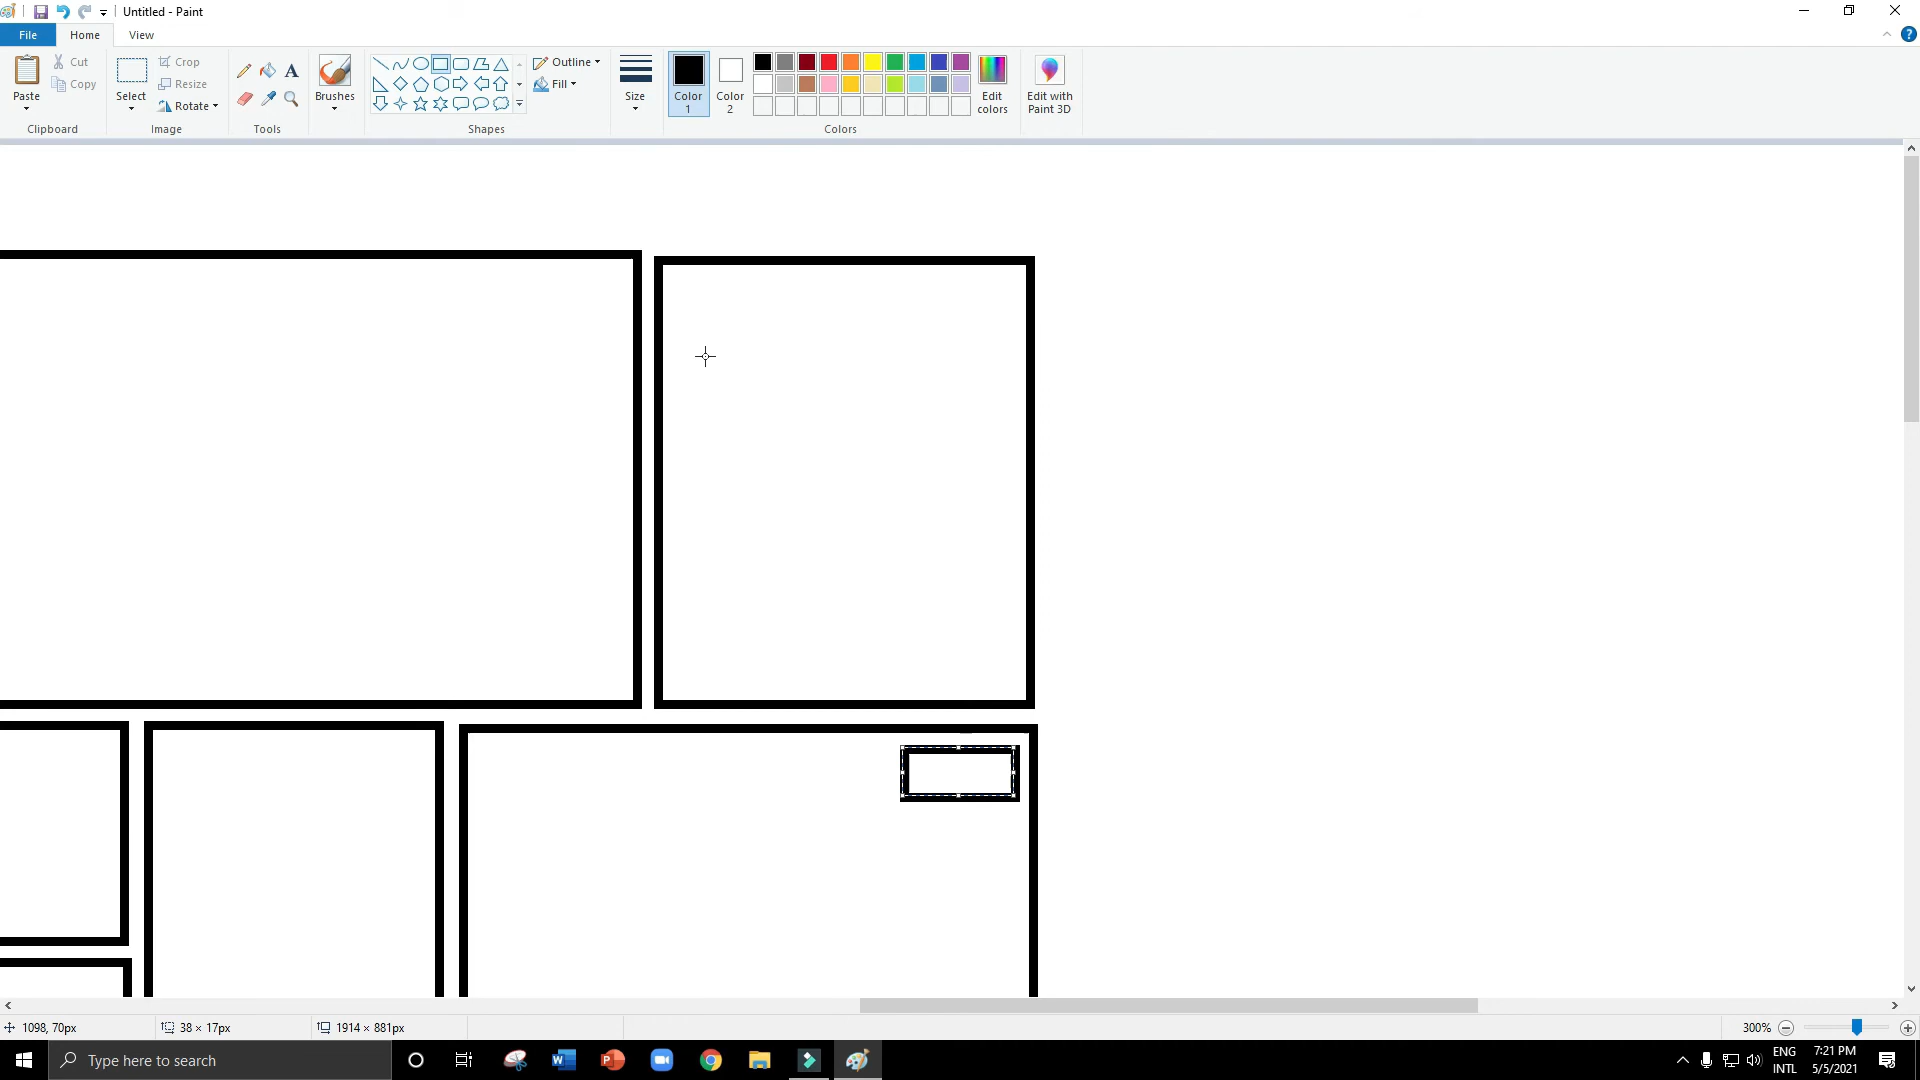 Untitled - Paint
File Home View
Paste
Cut
Copy
Clipboard
Select
Crop
Resize
Rotate
Image
A
Tools
Brushes
Shapes
Outline
Fill
Size
Color 1
Color 2
Edit colors
Colors
Edit with Paint 3D
?
1098, 70px 38 × 17px 1914 × 881px 300%
Type here to search
W
P
ENG
INTL
7:21 PM
5/5/2021